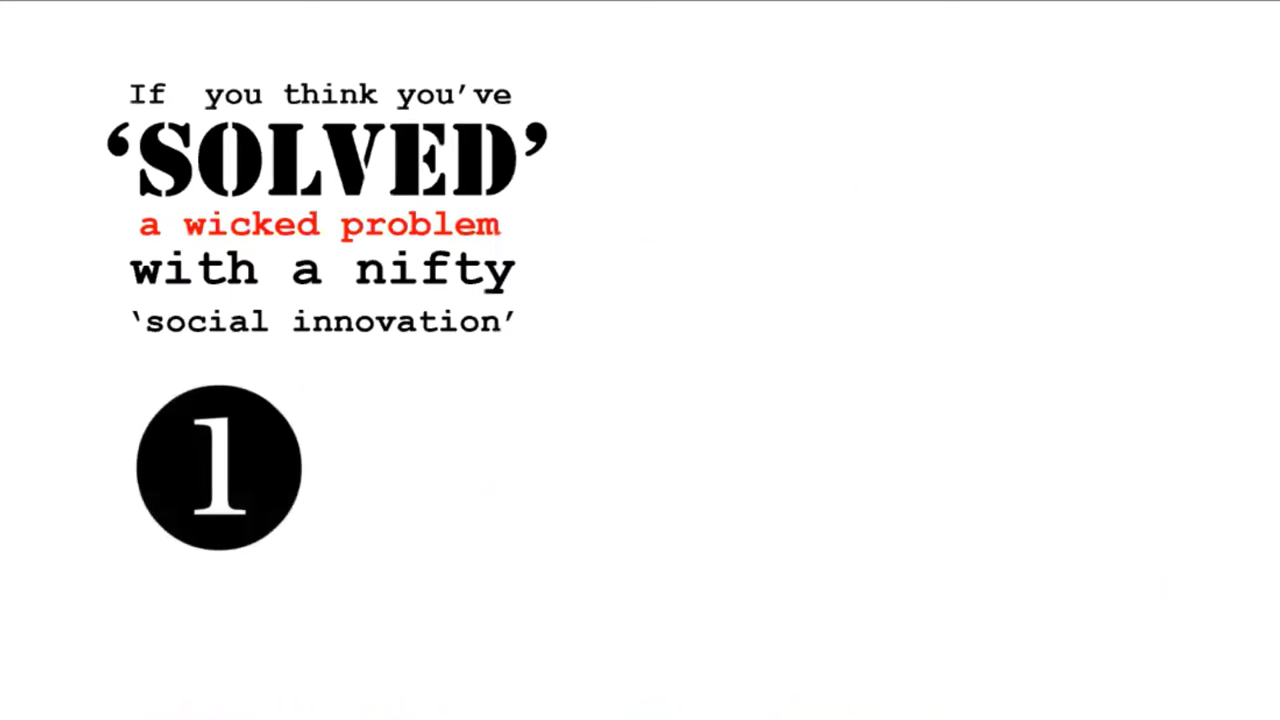 If you think you’ve
‘SOLVED’
a wicked problem
with a nifty
‘social innovation’
1